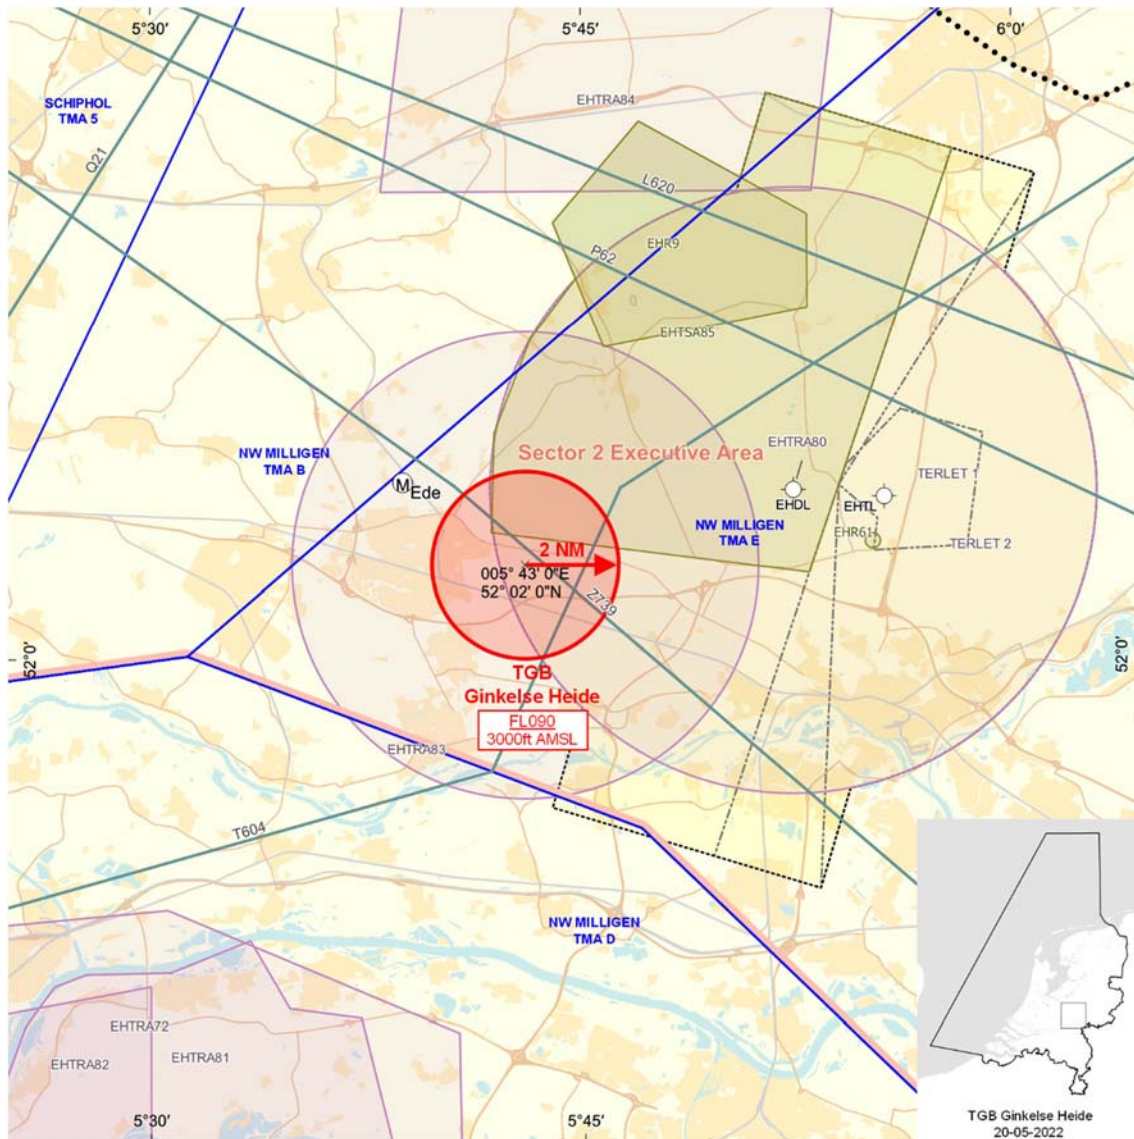 5°30'
5°45'
6°0'
SCHIPHOL
TMA 5
Q21
EHTRA84
L620
EHR9
P62
EHTSA85
NW MILLIGEN
TMA B
Sector 2 Executive Area
EHTRA80
M Ede
EHDL
EHTL
TERLET 1
NW MILLIGEN
TMA E
EHR61
TERLET 2
2 NM
005° 43' 0"E
52° 02' 0"N
Z739
52°0'
52°0'
TGB
Ginkelse Heide
FL090
3000ft AMSL
EHTRA83
T604
NW MILLIGEN
TMA D
EHTRA72
EHTRA82
EHTRA81
5°30'
5°45'
TGB Ginkelse Heide
20-05-2022